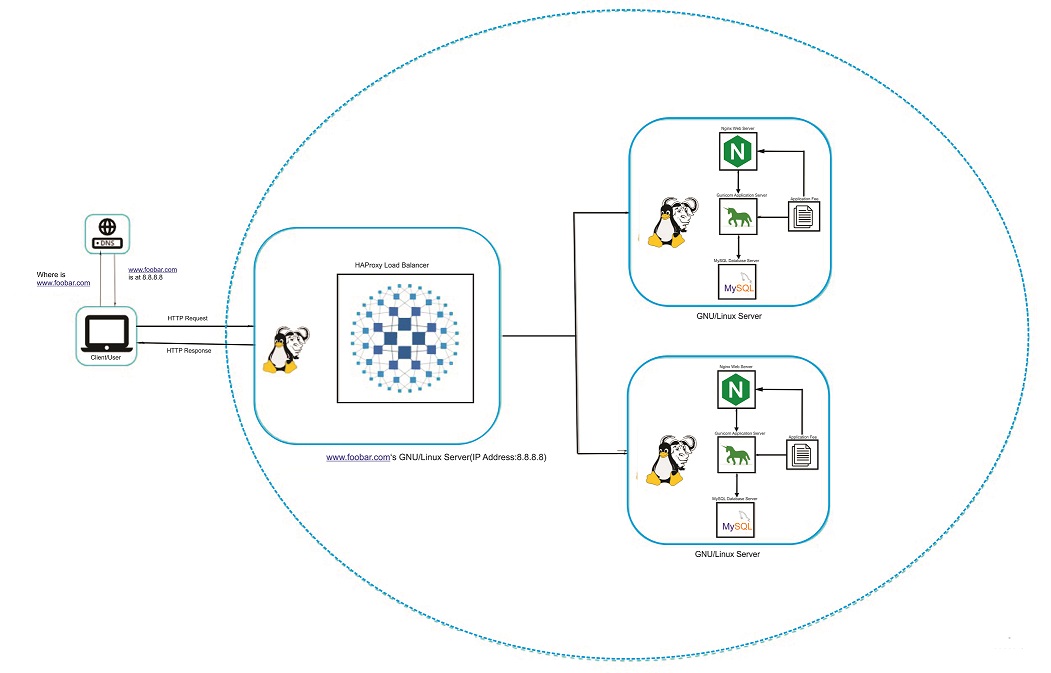 Nginx Web Server
N
Application Fee
Gunicorn Application Server
MySQL Database Server
MySQL
GNU/Linux Server
DNS
Where is
www.foobar.com
www.foobar.com
is at 8.8.8.8
Client/User
HTTP Request
HTTP Response
HAProxy Load Balancer
www.foobar.com's GNU/Linux Server(IP Address:8.8.8.8)
Nginx Web Server
N
Application Fee
Gunicorn Application Server
MySQL Database Server
MySQL
GNU/Linux Server